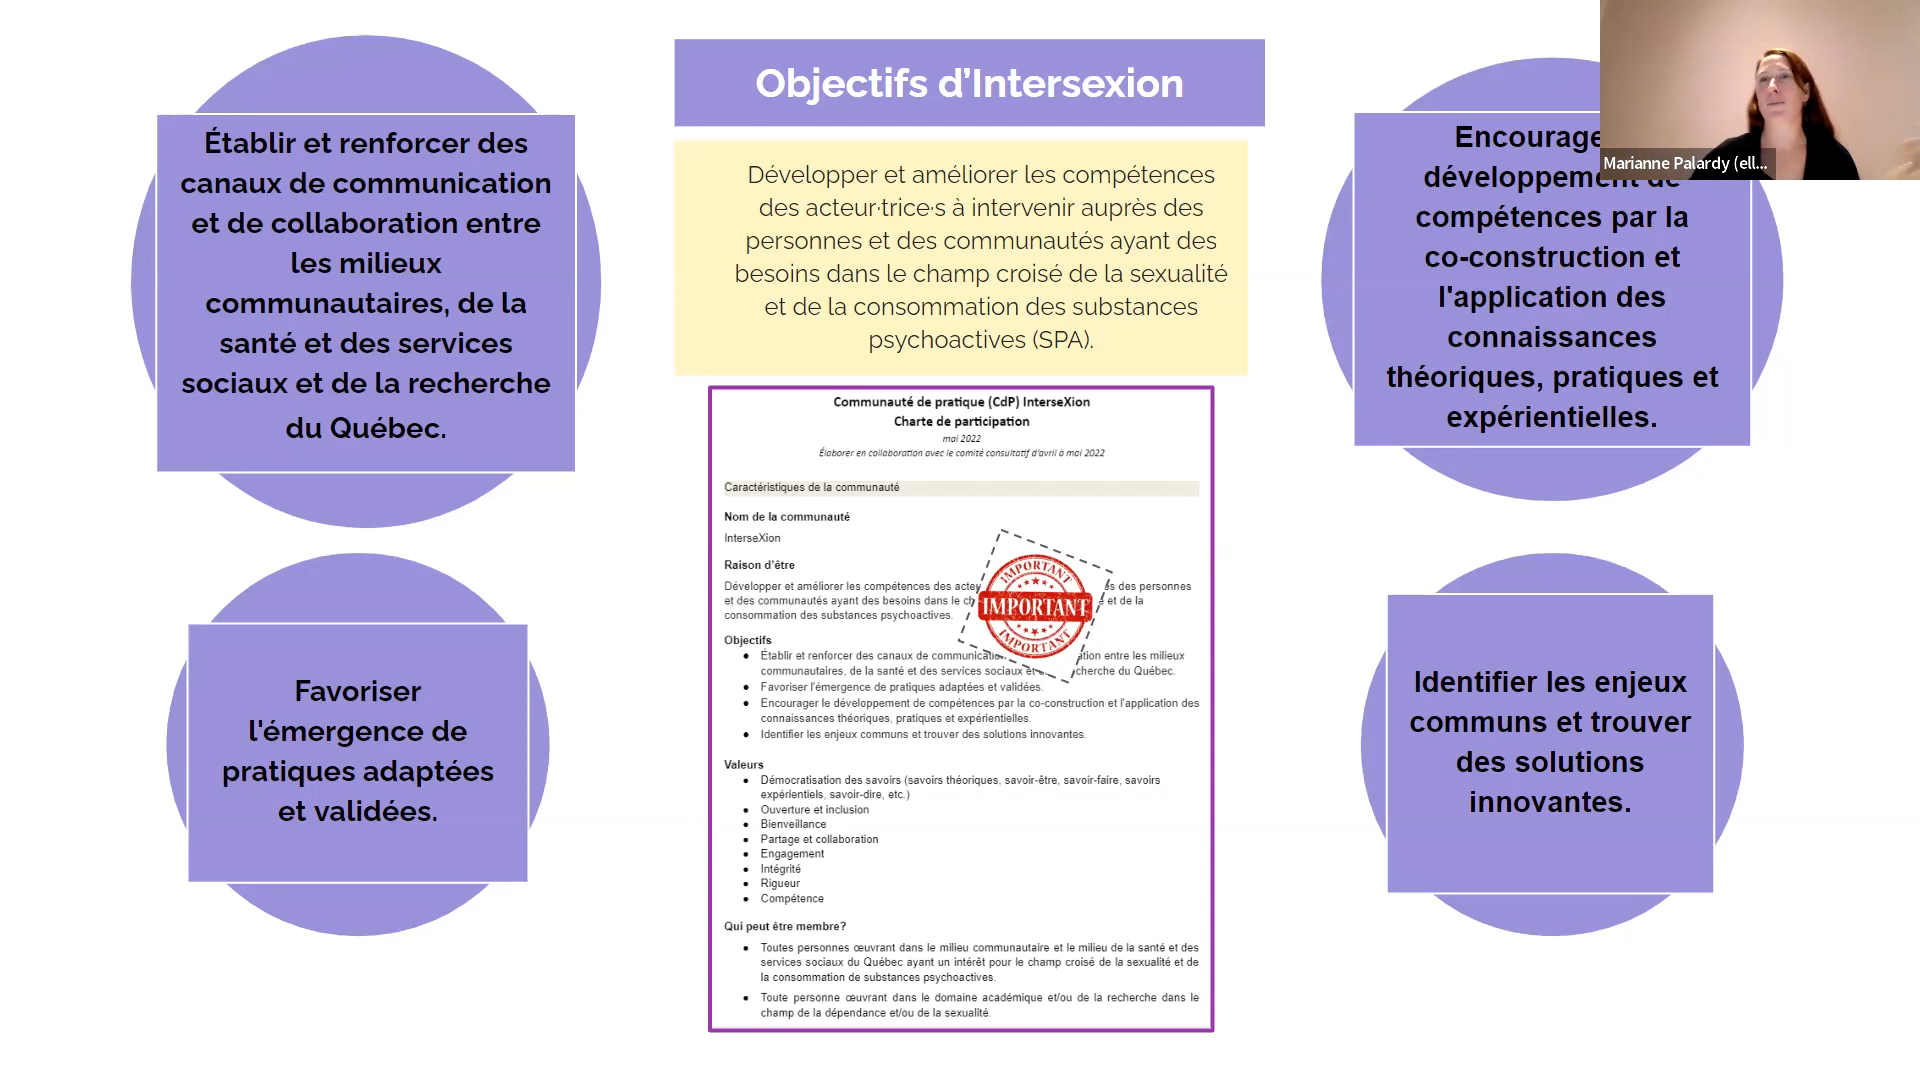 Objectifs d'Intersexion
Établir et renforcer des
canaux de communication
et de collaboration entre
les milieux
communautaires, de la
santé et des services
sociaux et de la recherche
du Québec.
Favoriser
l'émergence de
pratiques adaptées
et validées.
Développer et améliorer les compétences
des acteur·trice·s à intervenir auprès des
personnes et des communautés ayant des
besoins dans le champ croisé de la sexualité
et de la consommation des substances
psychoactives (SPA).
Communauté de pratique (CdP) InterseXion
Charte de participation
mai 2022
Élaborer en collaboration avec le comité consultatif d'avril à mai 2022
Caractéristiques de la communauté
Nom de la communauté
InterseXion
Raison d'être
Développer et améliorer les compétences des des personnes
et des communautés ayant des besoins dans le et de la
consommation des substances psychoactives.
Objectifs
• Établir et renforcer des canaux de entre les milieux
communautaires, de la santé et des services sociaux et du Québec.
• Favoriser l'émergence de pratiques adaptées et validées.
• Encourager le développement de compétences par la co-construction et l'application des
connaissances théoriques, pratiques et expérientielles.
• Identifier les enjeux communs et trouver des solutions innovantes.
Valeurs
• Démocratisation des savoirs (savoirs théoriques, savoir-être, savoir-faire, savoirs
expérientiels, savoir-dire, etc.)
• Ouverture et inclusion
• Bienveillance
• Partage et collaboration
• Engagement
• Intégrité
• Rigueur
• Compétence
Qui peut être membre?
• Toutes personnes œuvrant dans le milieu communautaire et le milieu de la santé et des
services sociaux du Québec ayant un intérêt pour le champ croisé de la sexualité et de
la consommation de substances psychoactives.
• Toute personne œuvrant dans le domaine académique et/ou de la recherche dans le
champ de la dépendance et/ou de la sexualité.
IMPORTANT
IMPORTANT
IMPORTANT
Encourage
développement de
compétences par la
co-construction et
l'application des
connaissances
théoriques, pratiques et
expérientielles.
Identifier les enjeux
communs et trouver
des solutions
innovantes.
Marianne Palardy (ell...